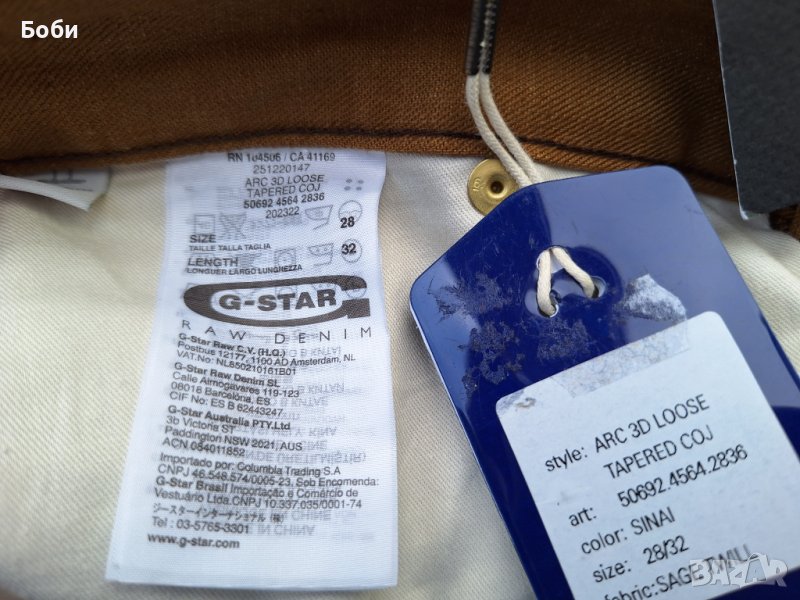 Боби
RN 104506 / CA 41169
251220147
ARC 3D LOOSE
TAPERED COJ
50692 4564 2836
202322
28
SIZE
TAILLE TALLA TAGLIA
32
LENGTH
LONGUER LARGO LUNGHEZZA
G-STAR
RAW DENIM
G-Star Raw C.V. (H.Q.)
Postbus 12177, 1100 AD Amsterdam, NL
VAT.No: NL850210161B01
G-Star Raw Denim SL
Calle Almogavares 119-123
08018 Barcelona, ES
CIF No: ES B 62443247
G-Star Australia PTY.Ltd
3b Victoria ST
Paddington NSW 2021, AUS
ACN 084011852
Importado por: Columbia Trading S.A
CNPJ 46.548.574/0005-23. Sob Encomenda:
G-Star Brasil Importação e Comércio de
Vestuário Ltda.CNPJ 10.337.035/0001-74
ジースターインターナショナル（株）
Tel : 03-5765-3301
www.g-star.com
style: ARC 3D LOOSE
TAPERED COJ
art: 50692.4564.2836
color: SINAI
size: 28/32
fabric: SAGE TWILL
BAZAR